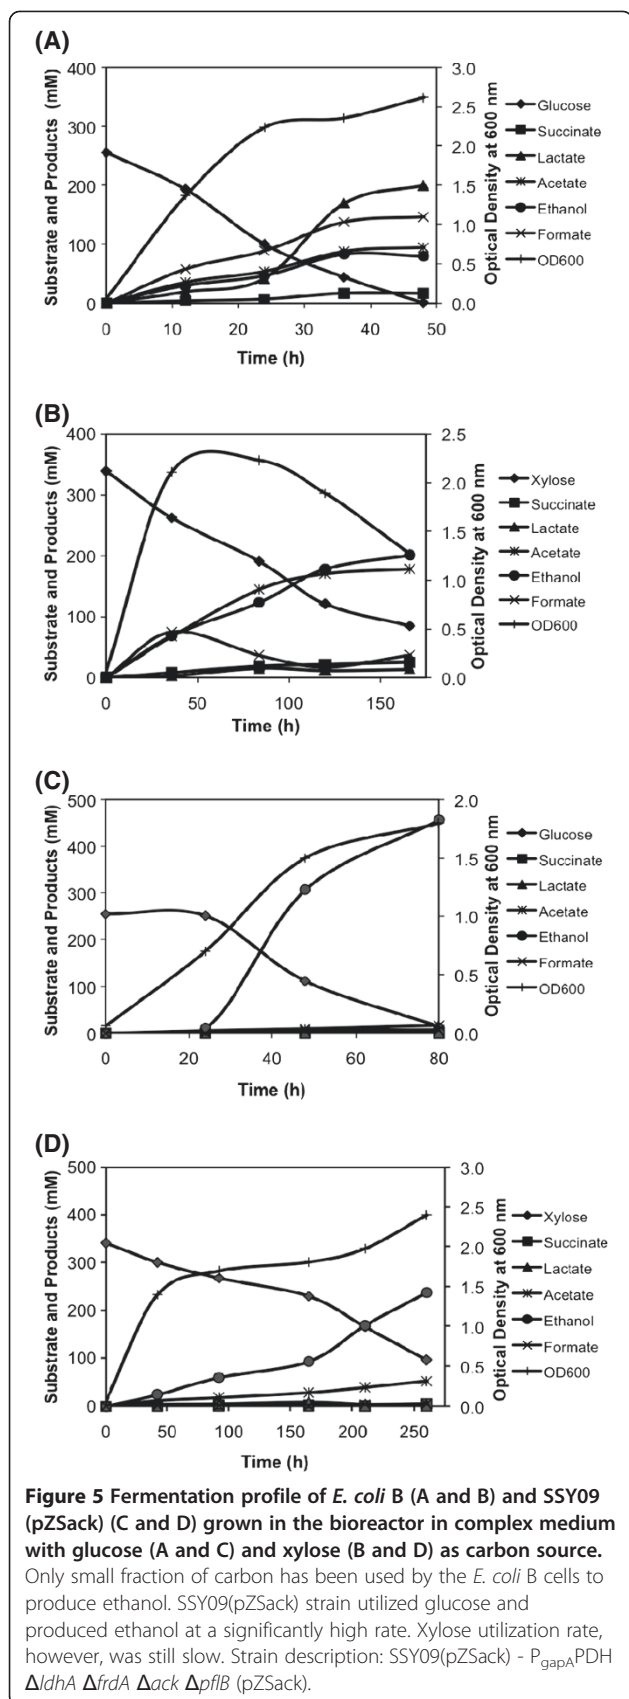 (A)
400
300
200
100
0
Substrate and Products (mM)
3.0
2.5
2.0
1.5
1.0
0.5
0.0
Optical Density at 600 nm
0 10 20 30 40 50
Time (h)
Glucose
Succinate
Lactate
Acetate
Ethanol
Formate
OD600
(B)
400
300
200
100
0
Substrate and Products (mM)
2.5
2.0
1.5
1.0
0.5
0.0
Optical Density at 600 nm
0 50 100 150
Time (h)
Xylose
Succinate
Lactate
Acetate
Ethanol
Formate
OD600
(C)
500
400
300
200
100
0
Substrate and Products (mM)
2.0
1.5
1.0
0.5
0.0
Optical Density at 600 nm
0 20 40 60 80
Time (h)
Glucose
Succinate
Lactate
Acetate
Ethanol
Formate
OD600
(D)
500
400
300
200
100
0
Substrate and Products (mM)
3.0
2.5
2.0
1.5
1.0
0.5
0.0
Optical Density at 600 nm
0 50 100 150 200 250
Time (h)
Xylose
Succinate
Lactate
Acetate
Ethanol
Formate
OD600
Figure 5 Fermentation profile of E. coli B (A and B) and SSY09
(pZSack) (C and D) grown in the bioreactor in complex medium
with glucose (A and C) and xylose (B and D) as carbon source.
Only small fraction of carbon has been used by the E. coli B cells to
produce ethanol. SSY09(pZSack) strain utilized glucose and
produced ethanol at a significantly high rate. Xylose utilization rate,
however, was still slow. Strain description: SSY09(pZSack) - PgapAPDH
ΔldhA ΔfrdA Δack ΔpflB (pZSack).